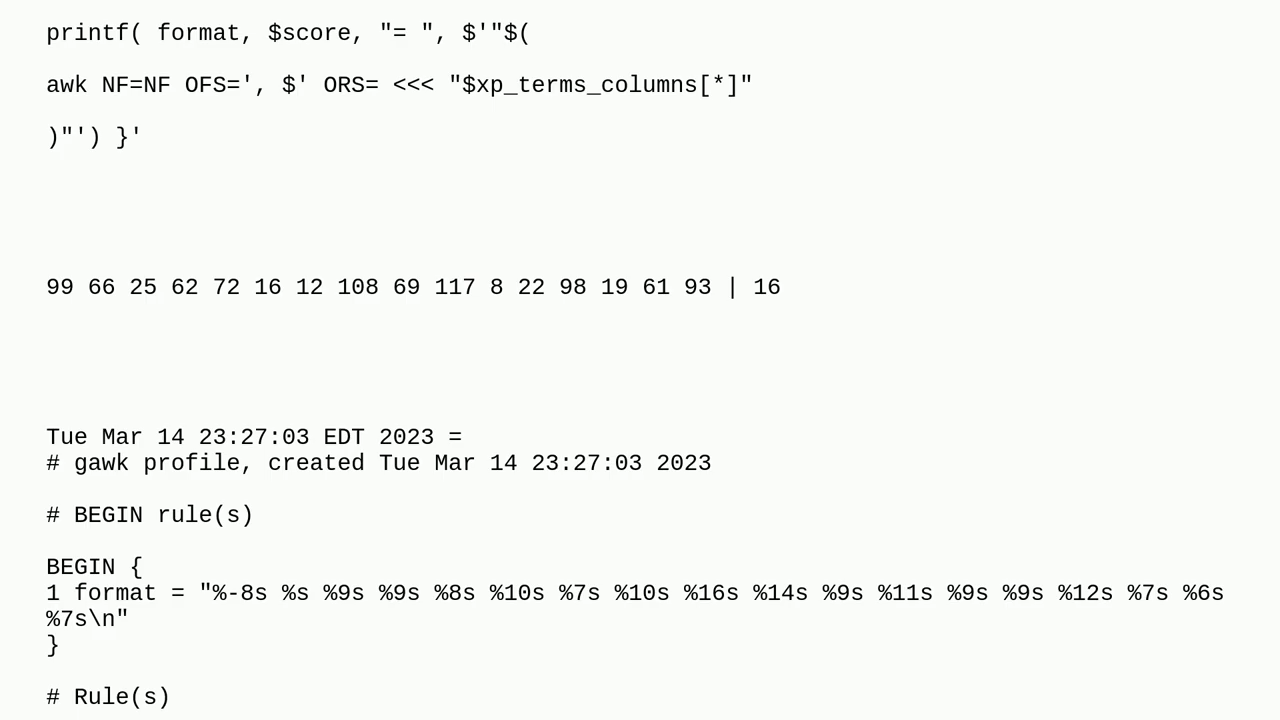 printf( format, $score, "= ", $'"$(
awk NF=NF OFS=', $' ORS= <<< "$xp_terms_columns[*]"
)"') }'
99 66 25 62 72 16 12 108 69 117 8 22 98 19 61 93 | 16
Tue Mar 14 23:27:03 EDT 2023 =
# gawk profile, created Tue Mar 14 23:27:03 2023
# BEGIN rule(s)
BEGIN {
1 format = "%-8s %s %9s %9s %8s %10s %7s %10s %16s %14s %9s %11s %9s %9s %12s %7s %6s
%7s\n"
}
# Rule(s)